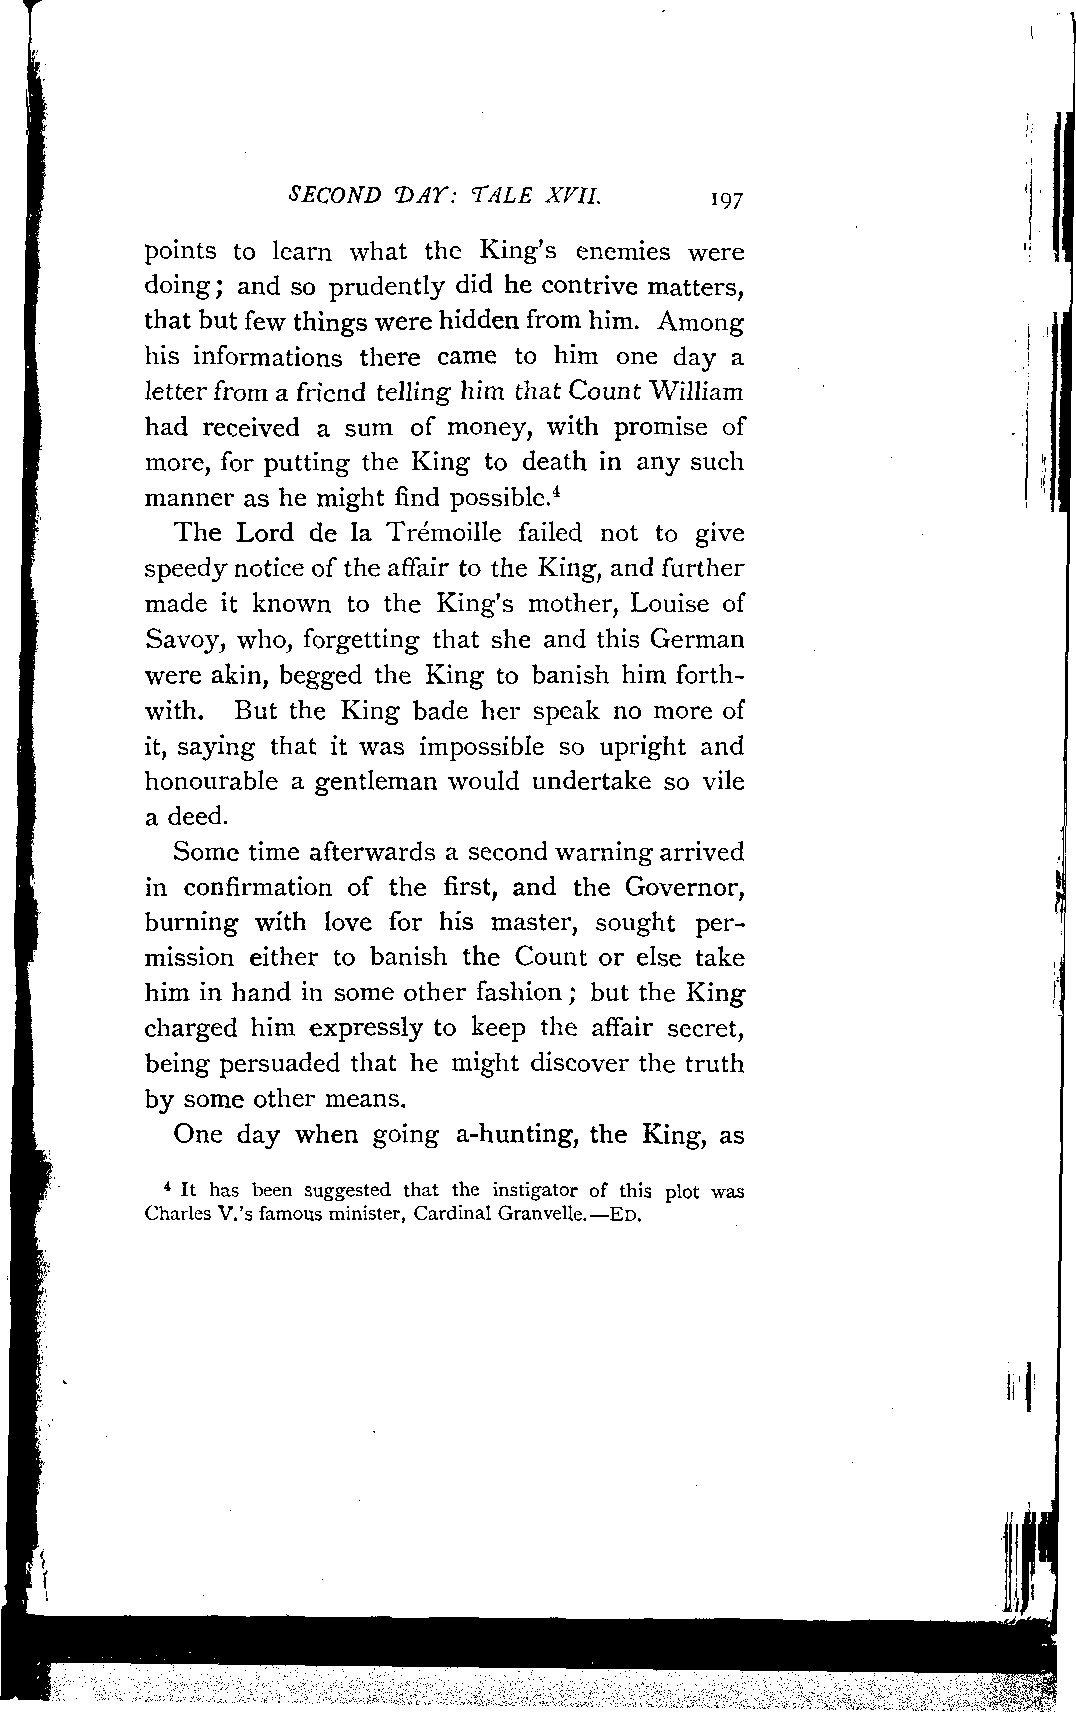 SECOND DAY: TALE XVII. 197
points to learn what the King's enemies were
doing; and so prudently did he contrive matters,
that but few things were hidden from him. Among
his informations there came to him one day a
letter from a friend telling him that Count William
had received a sum of money, with promise of
more, for putting the King to death in any such
manner as he might find possible.⁴
The Lord de la Trémoille failed not to give
speedy notice of the affair to the King, and further
made it known to the King's mother, Louise of
Savoy, who, forgetting that she and this German
were akin, begged the King to banish him forth-
with. But the King bade her speak no more of
it, saying that it was impossible so upright and
honourable a gentleman would undertake so vile
a deed.
Some time afterwards a second warning arrived
in confirmation of the first, and the Governor,
burning with love for his master, sought per-
mission either to banish the Count or else take
him in hand in some other fashion; but the King
charged him expressly to keep the affair secret,
being persuaded that he might discover the truth
by some other means.
One day when going a-hunting, the King, as
⁴ It has been suggested that the instigator of this plot was
Charles V.'s famous minister, Cardinal Granvelle.—ED.